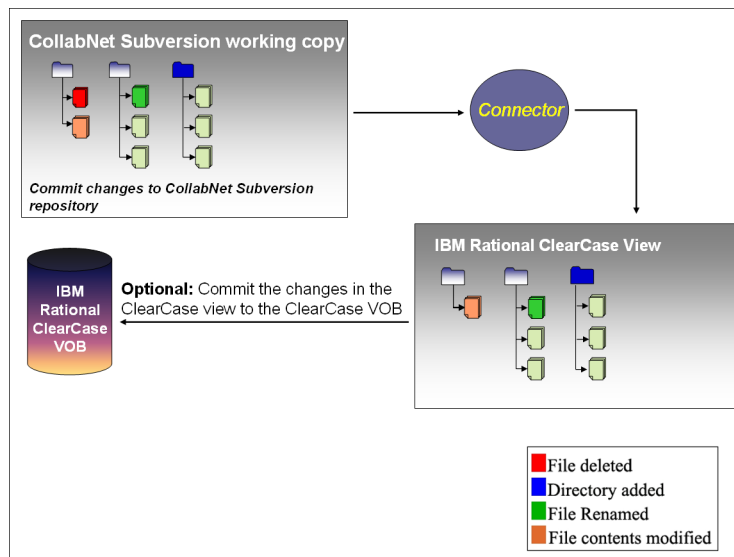 CollabNet Subversion working copy
Commit changes to CollabNet Subversion
repository
Connector
IBM Rational ClearCase View
IBM
Rational
ClearCase
VOB
Optional: Commit the changes in the
ClearCase view to the ClearCase VOB
File deleted
Directory added
File Renamed
File contents modified